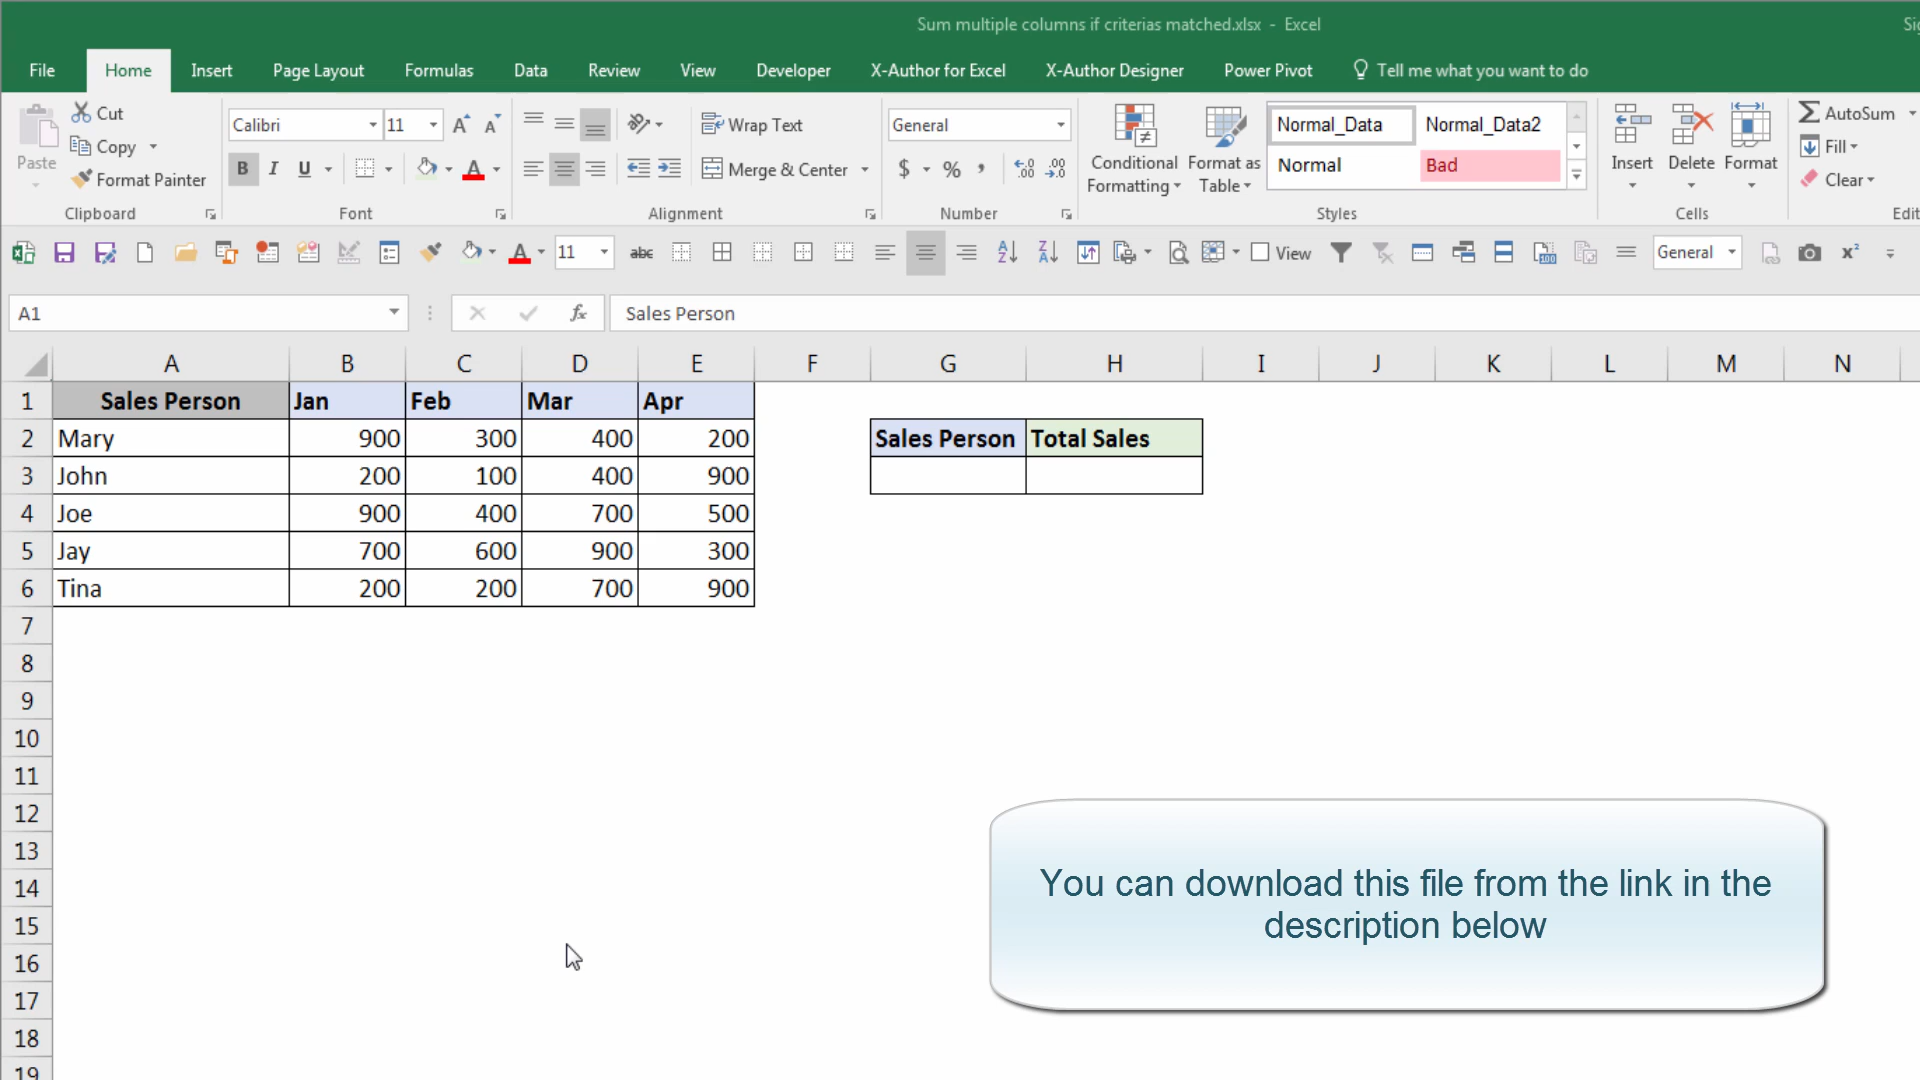 Sum multiple columns if criterias matched.xlsx - Excel
File Home Insert Page Layout Formulas Data Review View Developer X-Author for Excel X-Author Designer Power Pivot Tell me what you want to do
Cut
Copy
Format Painter
Paste
Clipboard
Calibri 11
B I U
Font
Wrap Text
Merge & Center
Alignment
General
$ % ,
Number
Conditional Formatting
Format as Table
Normal_Data Normal_Data2
Normal Bad
Styles
Insert Delete Format
Cells
AutoSum
Fill
Clear
11 abc View General
A1 fx Sales Person
A B C D E F G H I J K L M N
1 Sales Person Jan Feb Mar Apr
2 Mary 900 300 400 200 Sales Person Total Sales
3 John 200 100 400 900
4 Joe 900 400 700 500
5 Jay 700 600 900 300
6 Tina 200 200 700 900
7
8
9
10
11
12
13
14
15
16
17
18
19
You can download this file from the link in the
description below